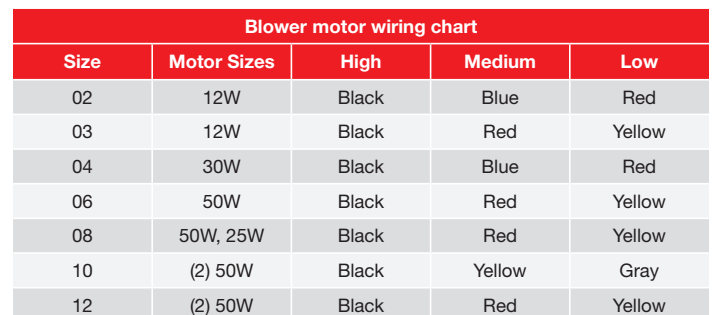 Blower motor wiring chart
Size Motor Sizes High Medium Low
02 12W Black Blue Red
03 12W Black Red Yellow
04 30W Black Blue Red
06 50W Black Red Yellow
08 50W, 25W Black Red Yellow
10 (2) 50W Black Yellow Gray
12 (2) 50W Black Red Yellow